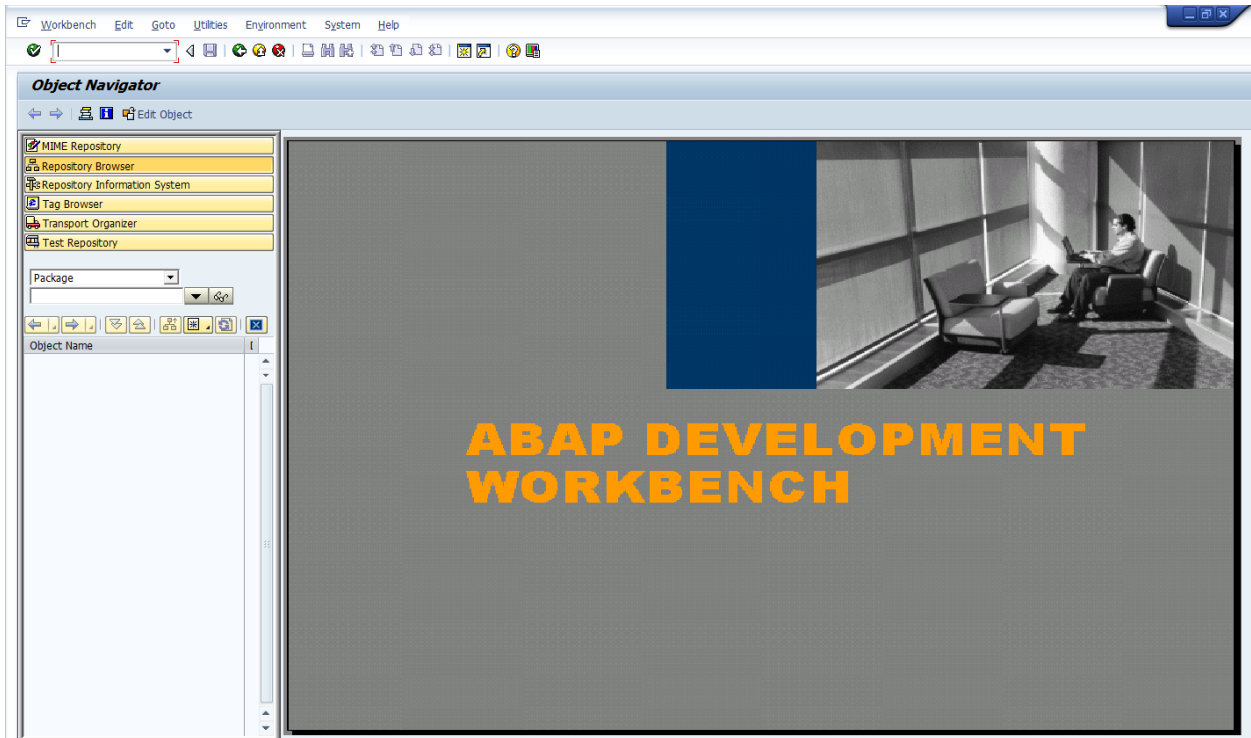 Workbench Edit Goto Utilities Environment System Help
Object Navigator
Edit Object
MIME Repository
Repository Browser
Repository Information System
Tag Browser
Transport Organizer
Test Repository
Package
Object Name
ABAP DEVELOPMENT
WORKBENCH